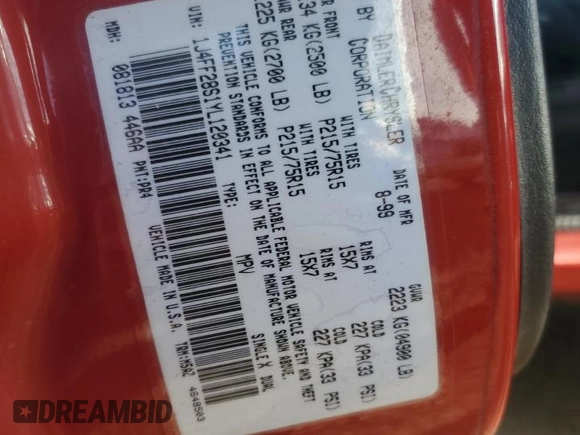 BY DAIMLERCHRYSLER
CORPORATION
DATE OF MFR
8-99
GVWR
2223 KG(04900 LB)
FRONT
34 KG(2500 LB)
WITH TIRES
P215/75R15
RIMS AT
15X7
COLD
227 KPA(33 PSI)
REAR
225 KG(2700 LB)
WITH TIRES
P215/75R15
RIMS AT
15X7
COLD
227 KPA(33 PSI)
THIS VEHICLE CONFORMS TO ALL APPLICABLE FEDERAL MOTOR VEHICLE SAFETY AND THEFT
PREVENTION STANDARDS IN EFFECT ON THE DATE OF MANUFACTURE SHOWN ABOVE.
VIN: 1J4FF28S1YL120341 TYPE: MPV SINGLE X DUAL
MDH: 081813 446AA PNT:PR4 VEHICLE MADE IN U.S.A. TRM:M5AZ 4648503
DREAMBID